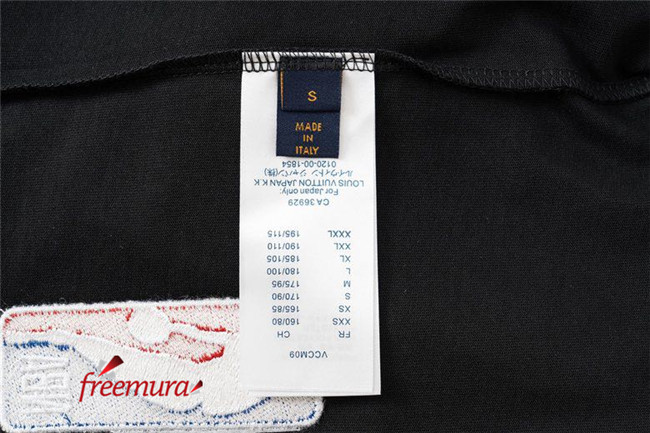 S
MADE
IN
ITALY
VCCM09
FR CH
XXS 160/80
XS 165/85
S 170/90
M 175/95
L 180/100
XL 185/105
XXL 190/110
XXXL 195/115
CA 36929
For Japan only:
LOUIS VUITTON JAPAN K.K.
ルイ・ヴィトン ジャパン(株)
0120-00-1854
NBA
freemura